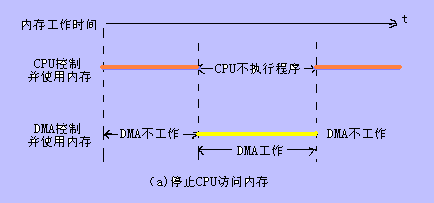 内存工作时间
t
CPU控制
并使用内存
CPU不执行程序
DMA控制
并使用内存
DMA不工作
DMA不工作
DMA工作
(a)停止CPU访问内存